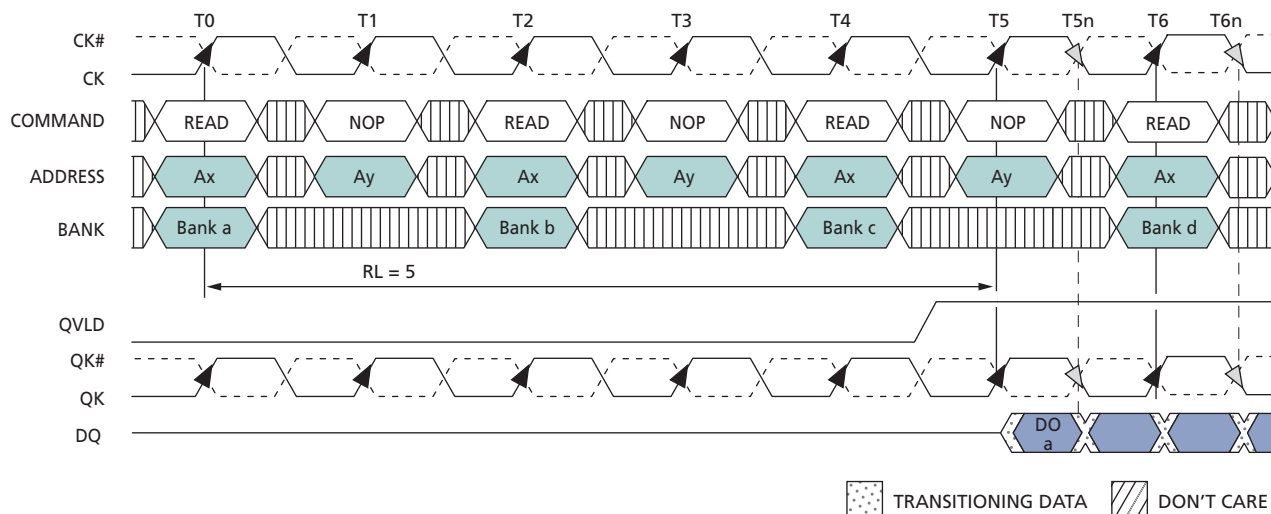 T0 T1 T2 T3 T4 T5 T5n T6 T6n
CK#
CK
COMMAND READ NOP READ NOP READ NOP READ
ADDRESS Ax Ay Ax Ay Ax Ay Ax
BANK Bank a Bank b Bank c Bank d
RL = 5
QVLD
QK#
QK
DQ DO
a
TRANSITIONING DATA DON'T CARE